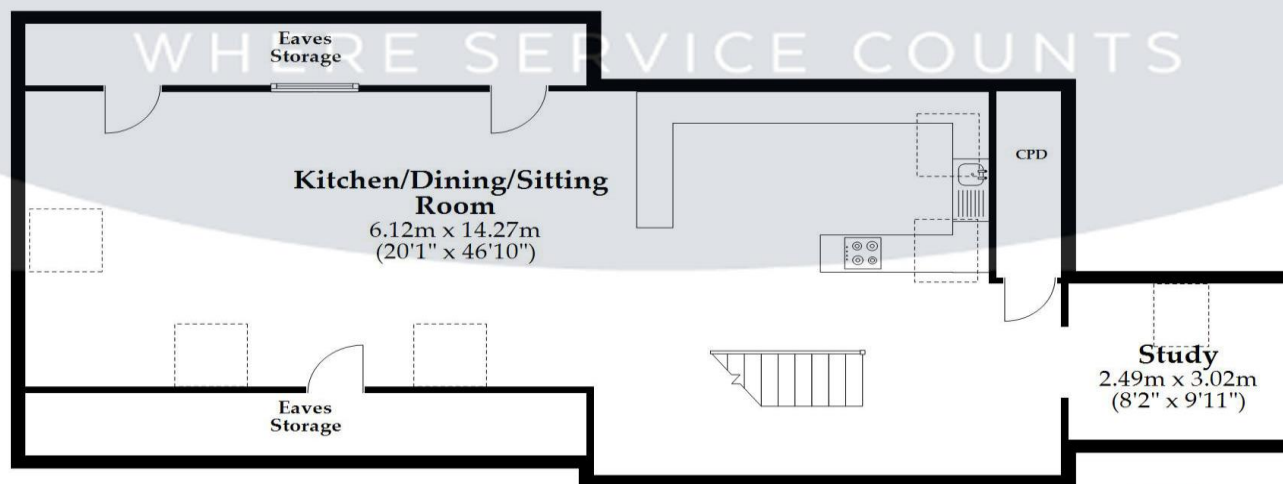 WHERE SERVICE COUNTS
Eaves
Storage
CPD
Kitchen/Dining/Sitting
Room
6.12m x 14.27m
(20'1" x 46'10")
Study
2.49m x 3.02m
(8'2" x 9'11")
Eaves
Storage